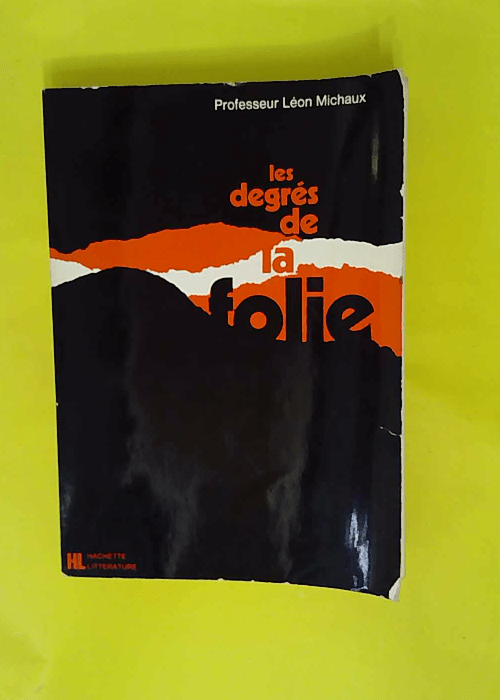 Professeur Léon Michaux
les
degrés
de
la
folie
HL HACHETTE
LITTERATURE